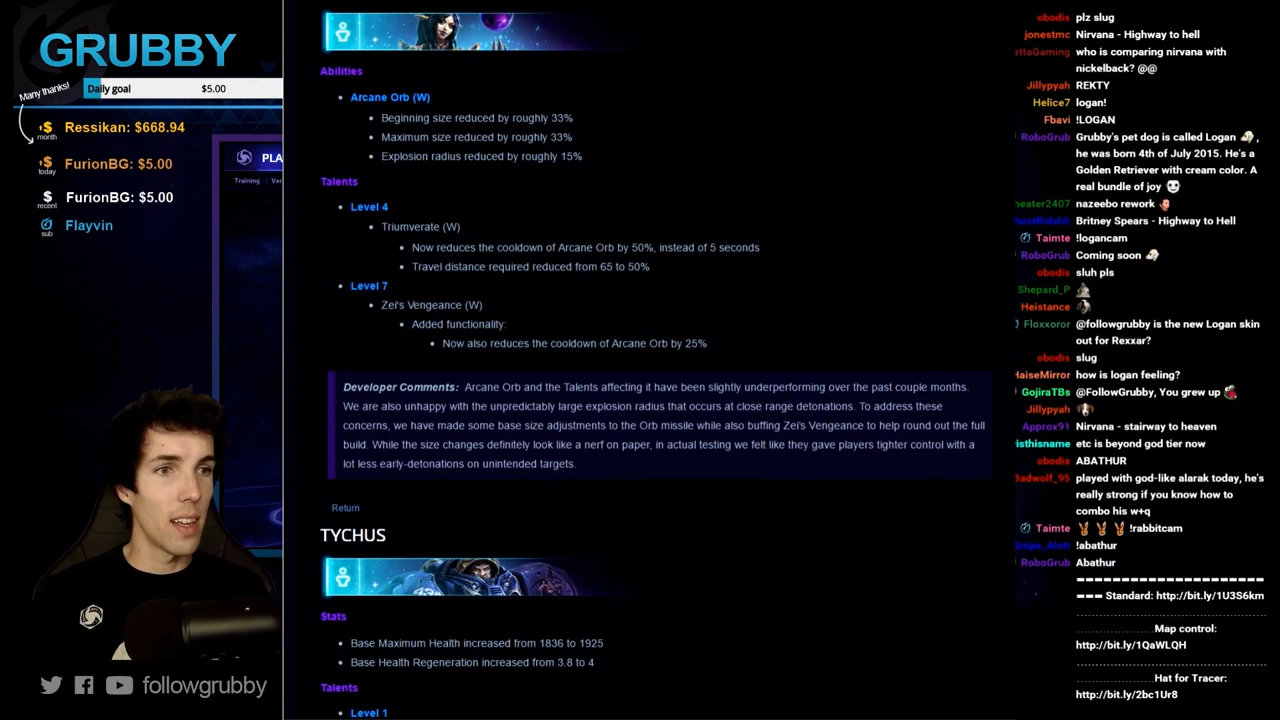 GRUBBY
Many thanks!
Daily goal $5.00
month Ressikan: $668.94
today FurionBG: $5.00
recent FurionBG: $5.00
sub Flayvin
PLA
Training Ver
followgrubby
Abilities
Arcane Orb (W)
Beginning size reduced by roughly 33%
Maximum size reduced by roughly 33%
Explosion radius reduced by roughly 15%
Talents
Level 4
Triumverate (W)
Now reduces the cooldown of Arcane Orb by 50%, instead of 5 seconds
Travel distance required reduced from 65 to 50%
Level 7
Zei's Vengeance (W)
Added functionality:
Now also reduces the cooldown of Arcane Orb by 25%
Developer Comments: Arcane Orb and the Talents affecting it have been slightly underperforming over the past couple months.
We are also unhappy with the unpredictably large explosion radius that occurs at close range detonations. To address these
concerns, we have made some base size adjustments to the Orb missile while also buffing Zei's Vengeance to help round out the full
build. While the size changes definitely look like a nerf on paper, in actual testing we felt like they gave players tighter control with a
lot less early-detonations on unintended targets.
Return
TYCHUS
Stats
Base Maximum Health increased from 1836 to 1925
Base Health Regeneration increased from 3.8 to 4
Talents
Level 1
obodis plz slug
jonestmc Nirvana - Highway to hell
ettaGaming who is comparing nirvana with
nickelback? @@
Jillypyah REKTY
Helice7 logan!
Fbavi !LOGAN
RoboGrub Grubby's pet dog is called Logan ,
he was born 4th of July 2015. He's a
Golden Retriever with cream color. A
real bundle of joy
heater2407 nazeebo rework
Britney Spears - Highway to Hell
Taimte !logancam
RoboGrub Coming soon
obodis sluh pls
Shepard_P
Heistance
Floxxoror @followgrubby is the new Logan skin
out for Rexxar?
obodis slug
HaiseMirror how is logan feeling?
GojiraTBs @FollowGrubby, You grew up
Jillypyah
Approx91 Nirvana - stairway to heaven
isthisname etc is beyond god tier now
obodis ABATHUR
Badwolf_95 played with god-like alarak today, he's
really strong if you know how to
combo his w+q
Taimte !rabbitcam
!abathur
RoboGrub Abathur
Standard: http://bit.ly/1U3S6km
Map control:
http://bit.ly/1QaWLQH
Hat for Tracer:
http://bit.ly/2bc1Ur8